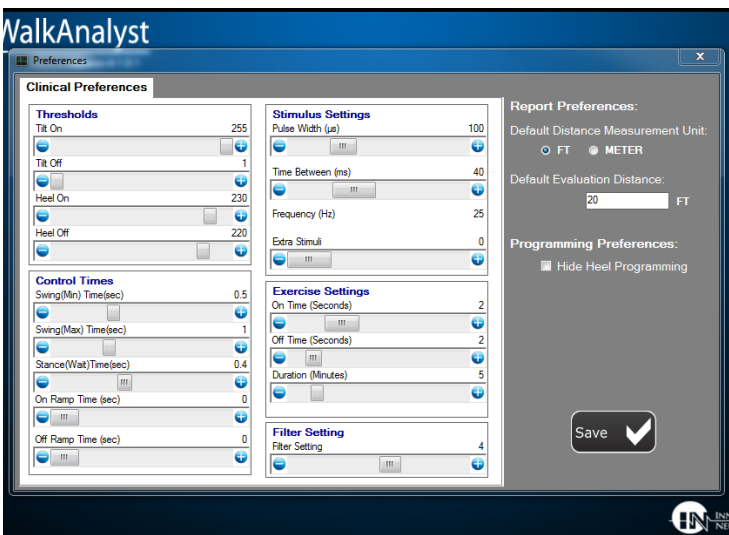 WalkAnalyst
Preferences
Clinical Preferences
Thresholds
Tilt On 255
Tilt Off 1
Heel On 230
Heel Off 220
Control Times
Swing(Min) Time(sec) 0.5
Swing(Max) Time(sec) 1
Stance(Wait)Time(sec) 0.4
On Ramp Time (sec) 0
Off Ramp Time (sec) 0
Stimulus Settings
Pulse Width (µs) 100
Time Between (ms) 40
Frequency (Hz) 25
Extra Stimuli 0
Exercise Settings
On Time (Seconds) 2
Off Time (Seconds) 2
Duration (Minutes) 5
Filter Setting
Filter Setting 4
Report Preferences:
Default Distance Measurement Unit:
FT METER
Default Evaluation Distance:
20 FT
Programming Preferences:
Hide Heel Programming
Save
IN